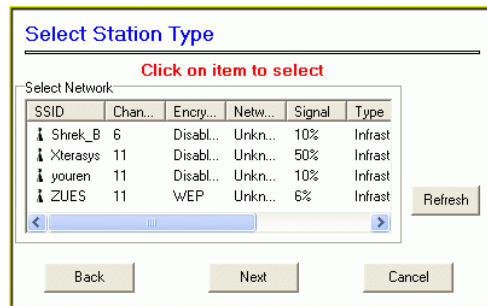 Select Station Type
Click on item to select
Select Network
SSID Chan... Encry... Netw... Signal Type
Shrek_B 6 Disabl... Unkn... 10% Infrast
Xterasys 11 Disabl... Unkn... 50% Infrast
youren 11 Disabl... Unkn... 10% Infrast
ZUES 11 WEP Unkn... 6% Infrast
Refresh
Back Next Cancel